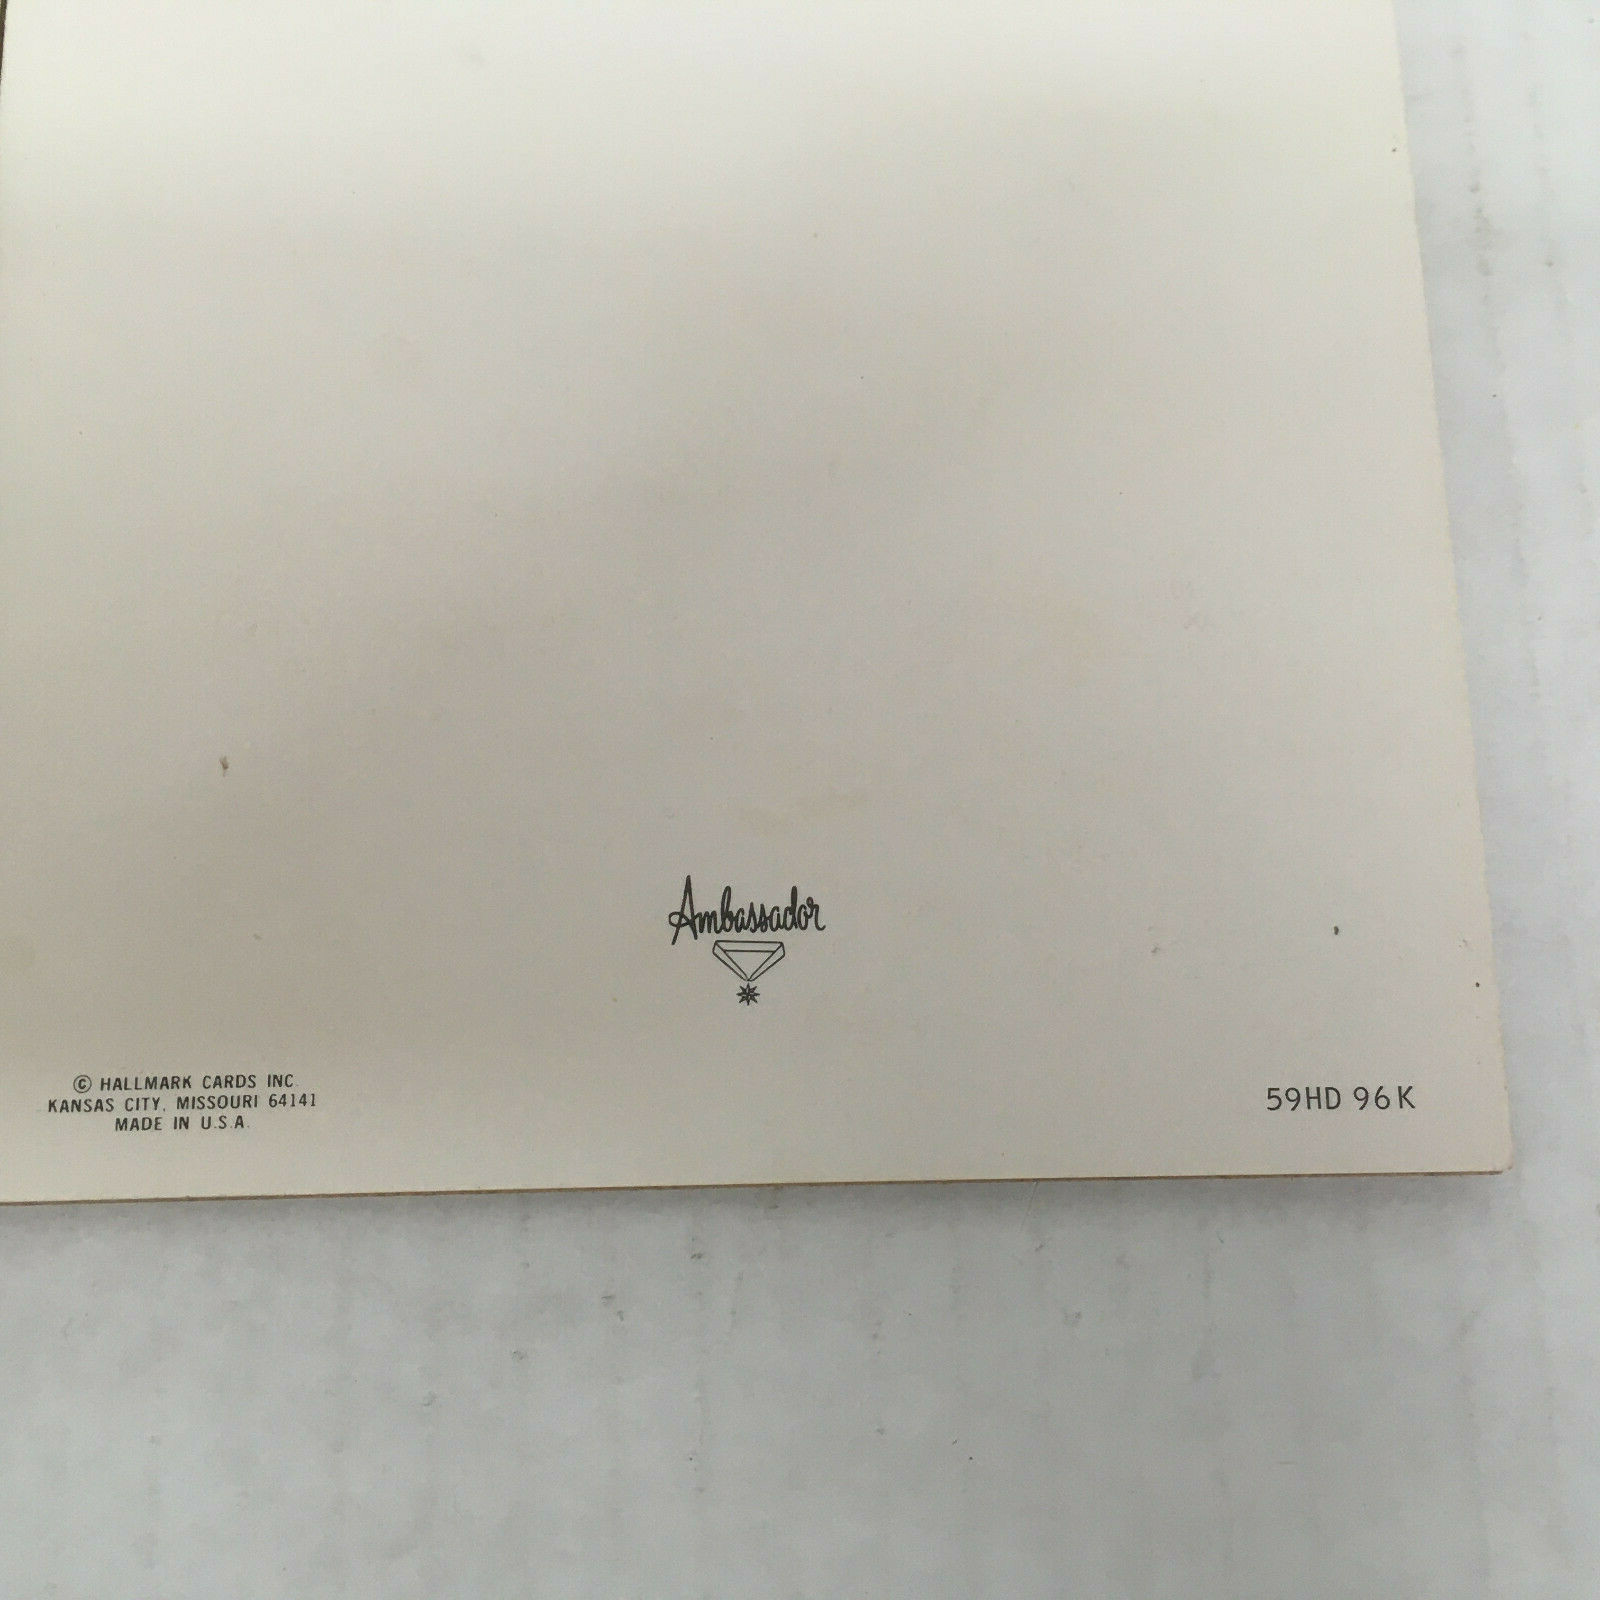 Ambassador
© HALLMARK CARDS INC.
KANSAS CITY, MISSOURI 64141
MADE IN U.S.A.
59HD 96K